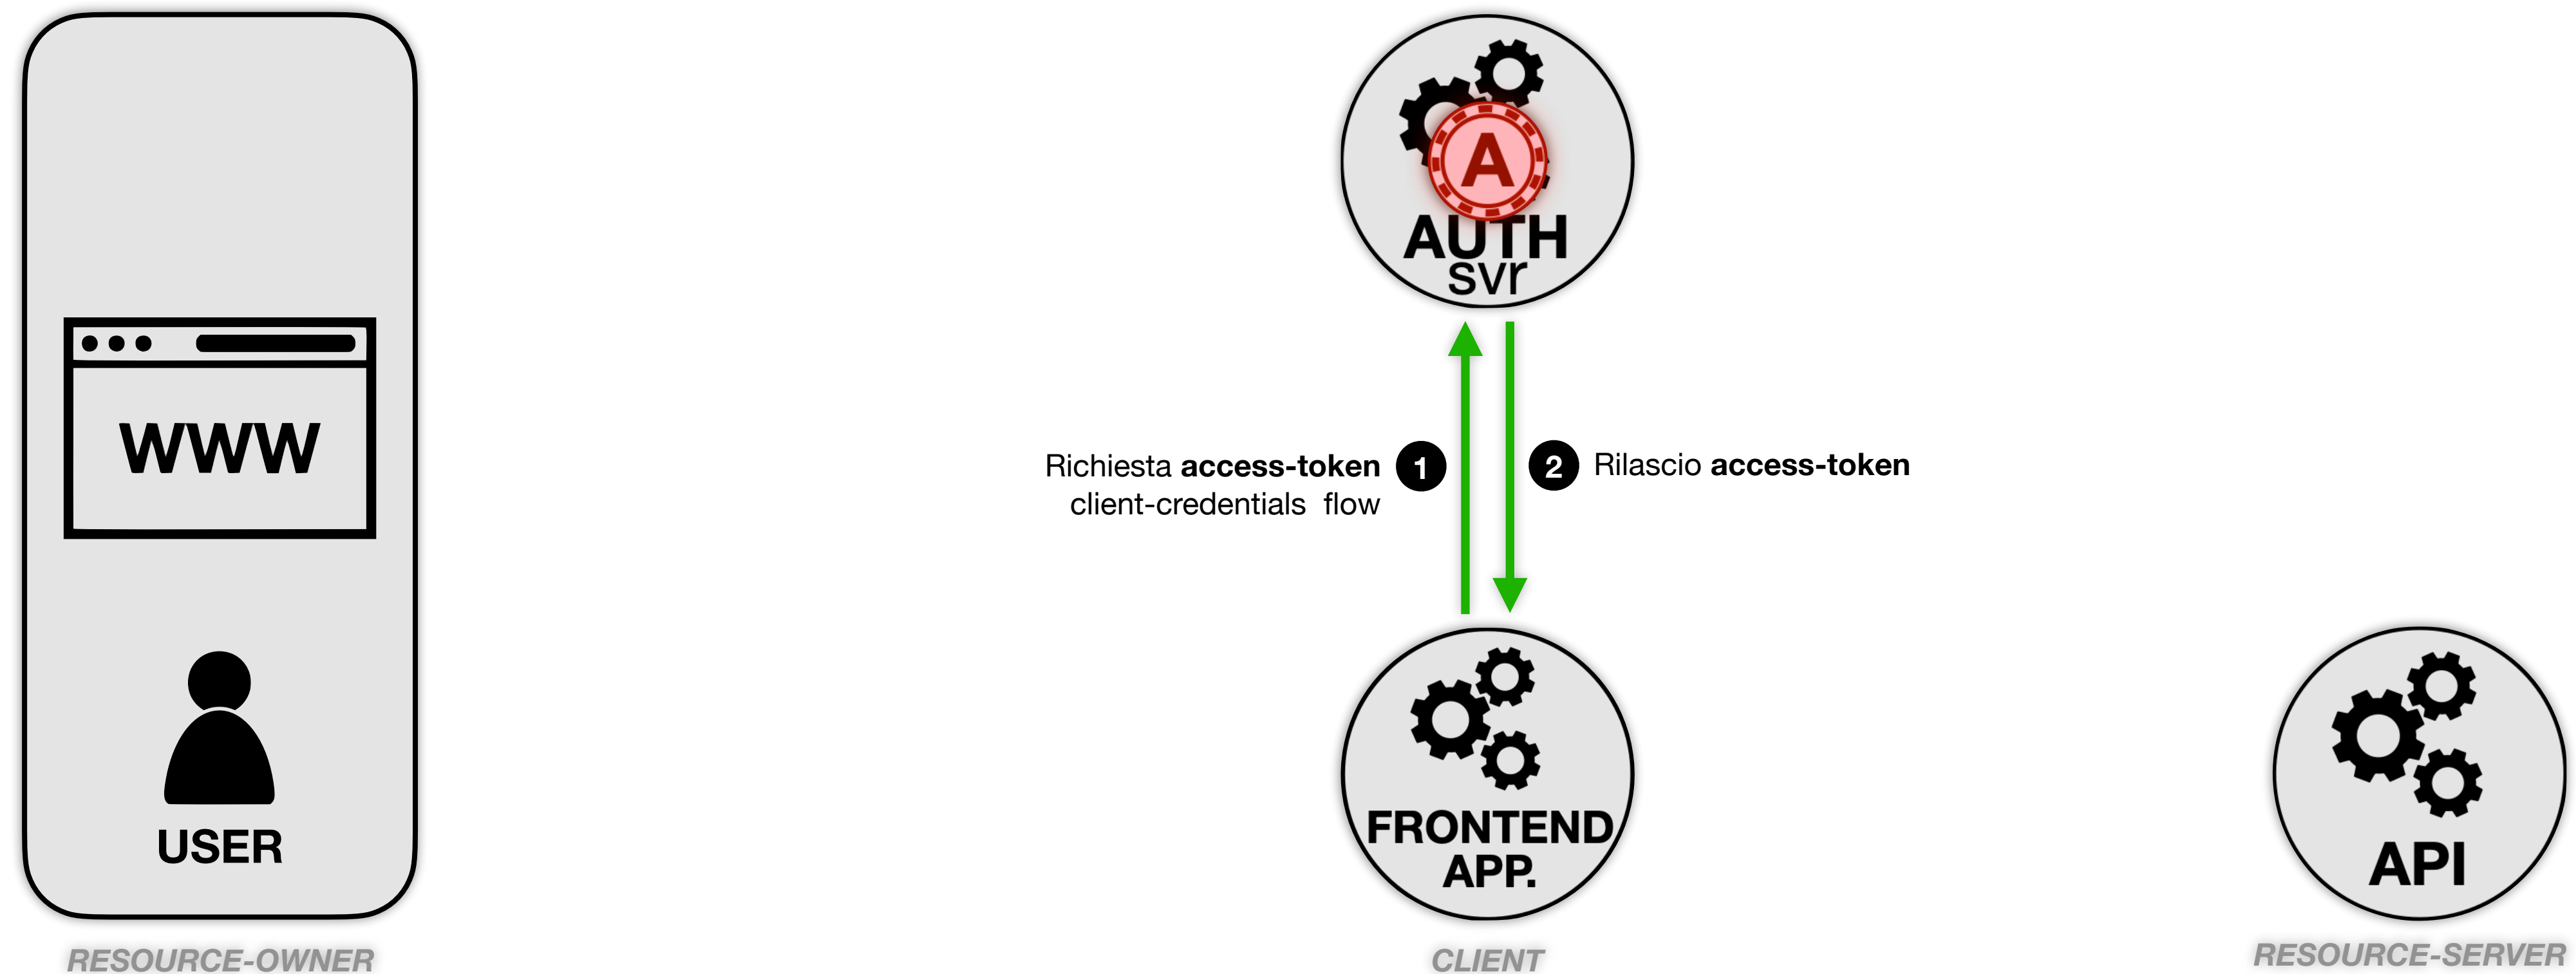 A
AUTH
svr
WWW
Richiesta access-token
client-credentials flow
1
2
Rilascio access-token
USER
FRONTEND
APP.
API
RESOURCE-OWNER
CLIENT
RESOURCE-SERVER